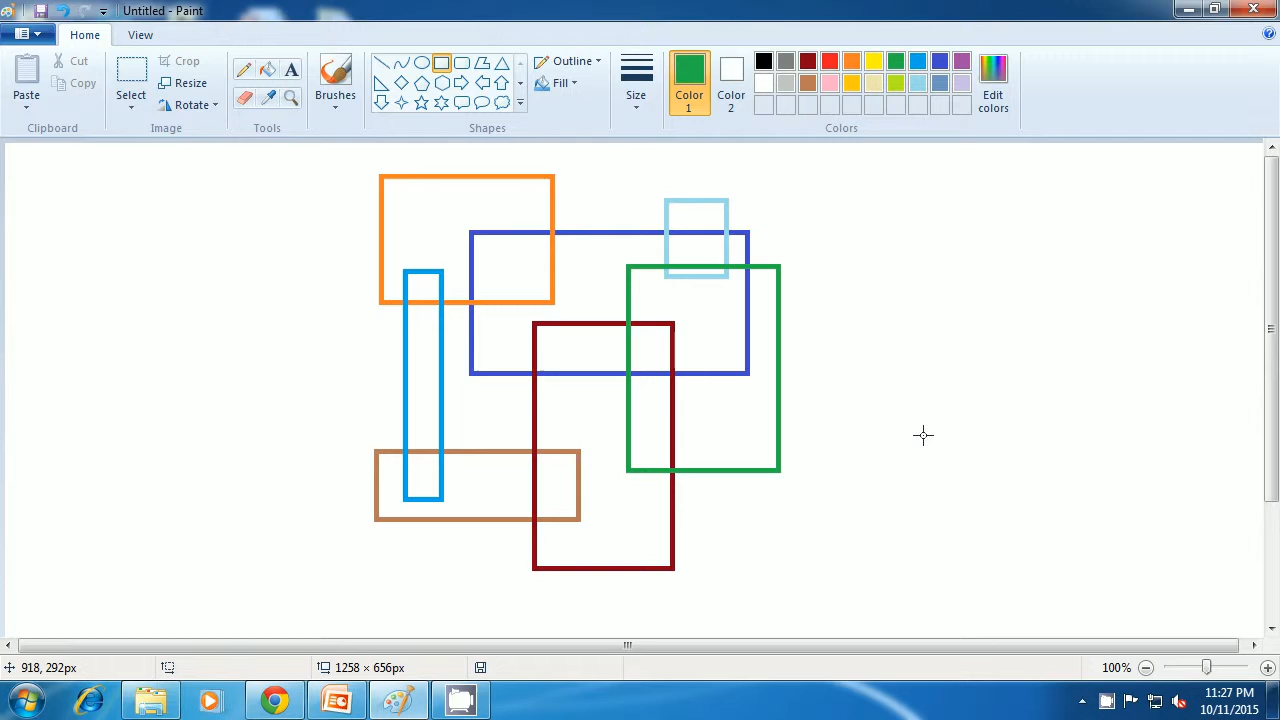 Untitled - Paint
Home View
Paste
Cut
Copy
Clipboard
Select
Crop
Resize
Rotate
Image
A
Tools
Brushes
Shapes
Outline
Fill
Size
Color
1
Color
2
Edit
colors
Colors
918, 292px
1258 × 656px
100%
11:27 PM
10/11/2015